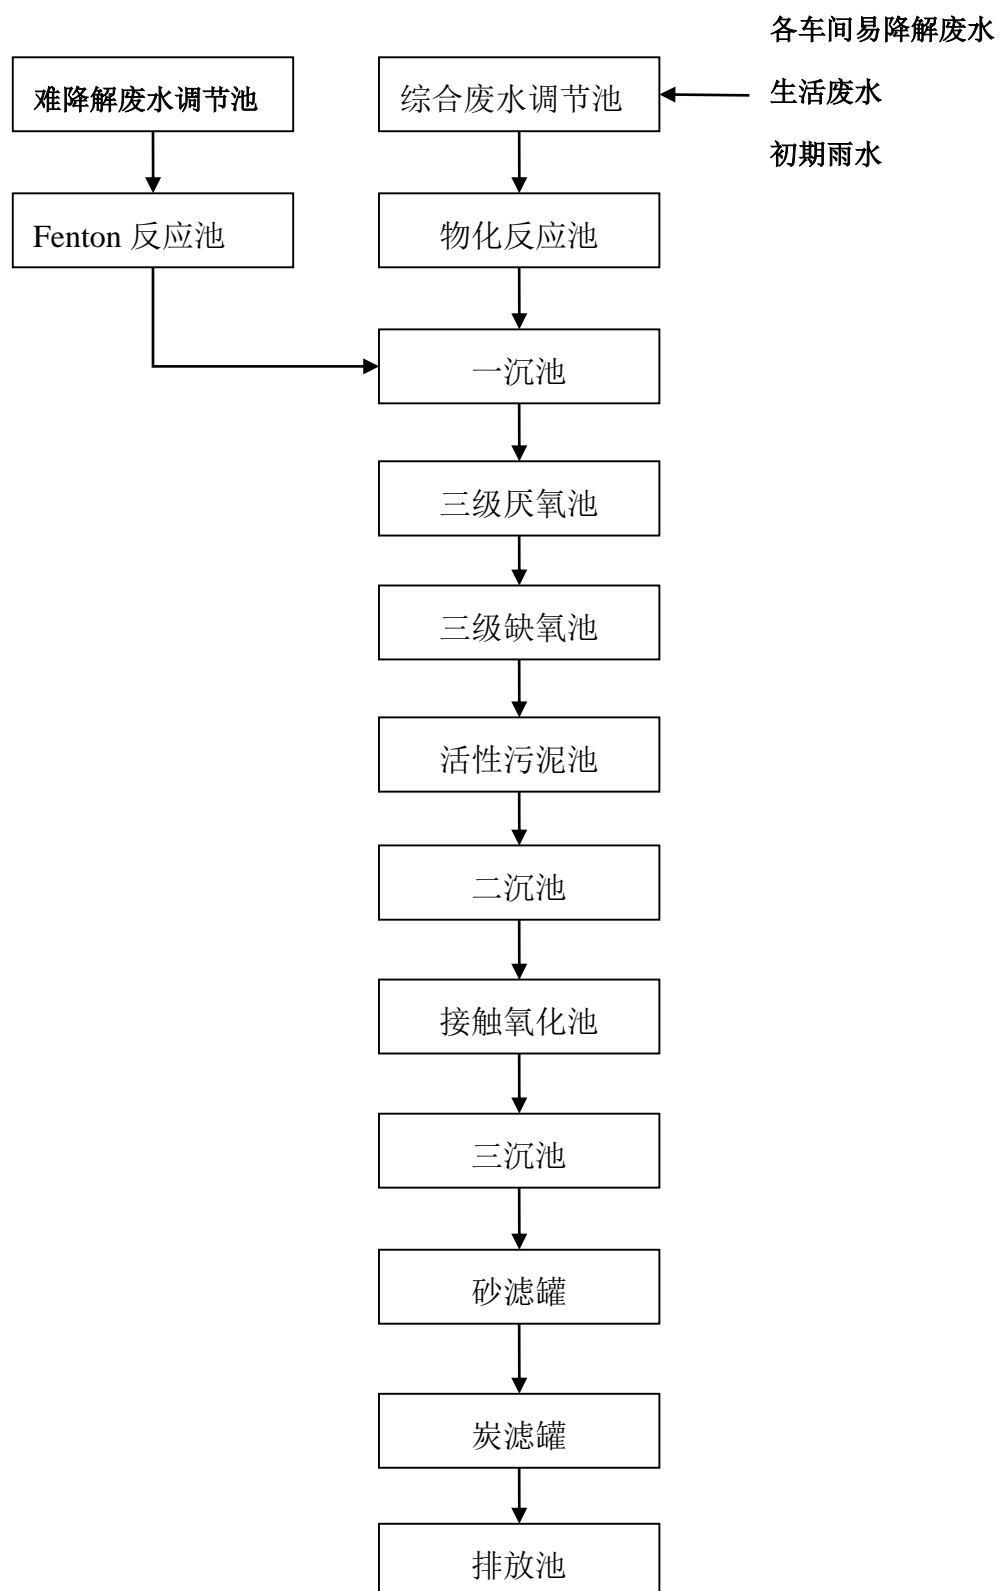 各车间易降解废水
难降解废水调节池
综合废水调节池
生活废水
初期雨水
Fenton 反应池
物化反应池
一沉池
三级厌氧池
三级缺氧池
活性污泥池
二沉池
接触氧化池
三沉池
砂滤罐
炭滤罐
排放池